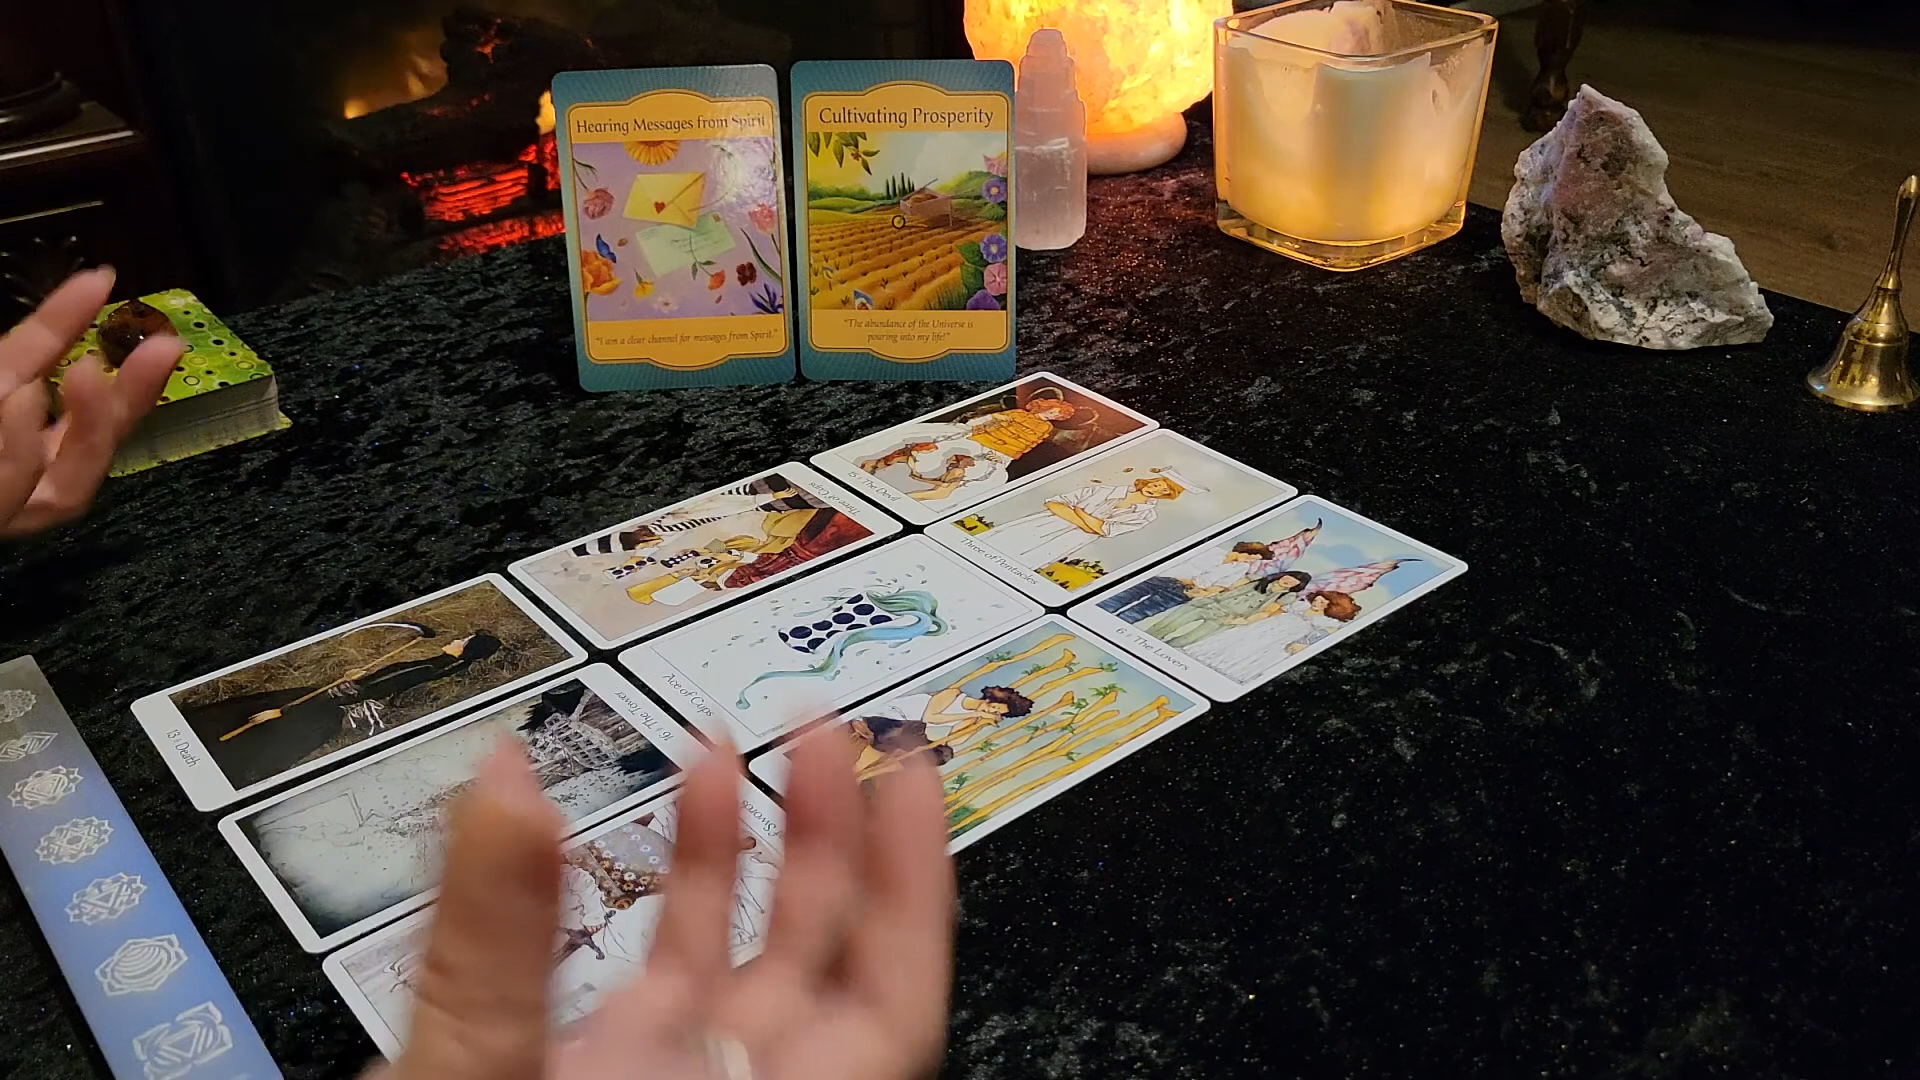 Hearing Messages from Spirit
"I am a clear channel for messages from Spirit."
Cultivating Prosperity
"The abundance of the Universe is
pouring into my life!"
15 The Devil
Three of Pentacles
6 The Lovers
Three of Cups
Ace of Cups
13 Death
16 The Tower
of Swords